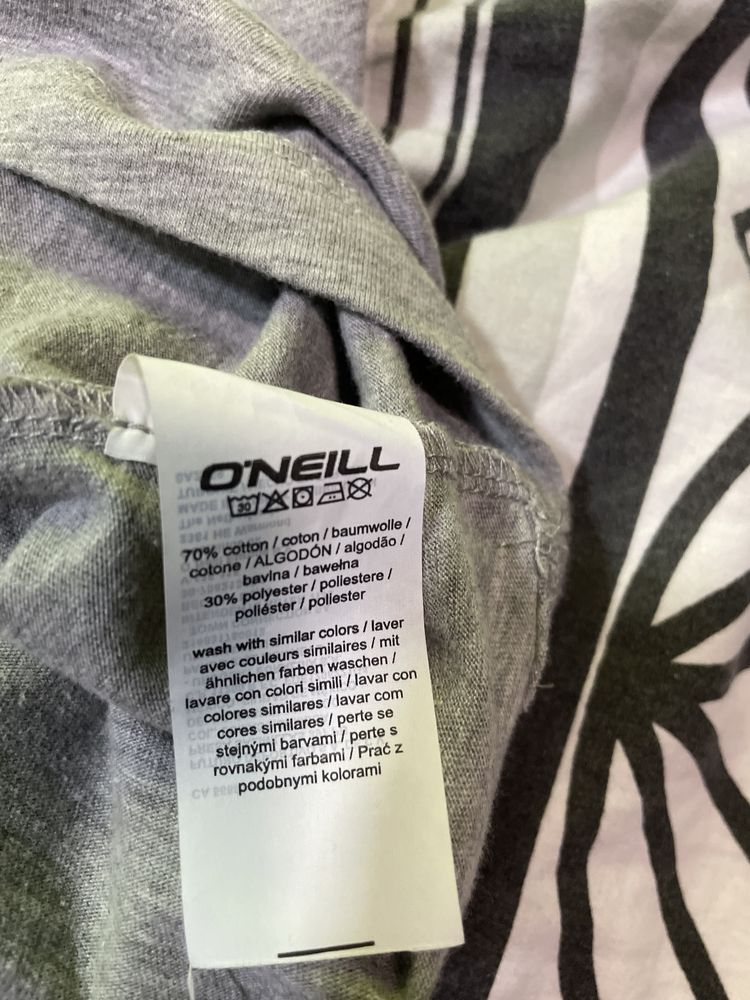 O'NEILL
30
70% cotton / coton / baumwolle /
cotone / ALGODÓN / algodão /
bavlna / bawełna
30% polyester / poliestere /
poliéster / poliester
wash with similar colors / laver
avec couleurs similaires / mit
ähnlichen farben waschen /
lavare con colori simili / lavar con
colores similares / lavar com
cores similares / perte se
stejnými barvami / perte s
rovnakými farbami / Prać z
podobnymi kolorami